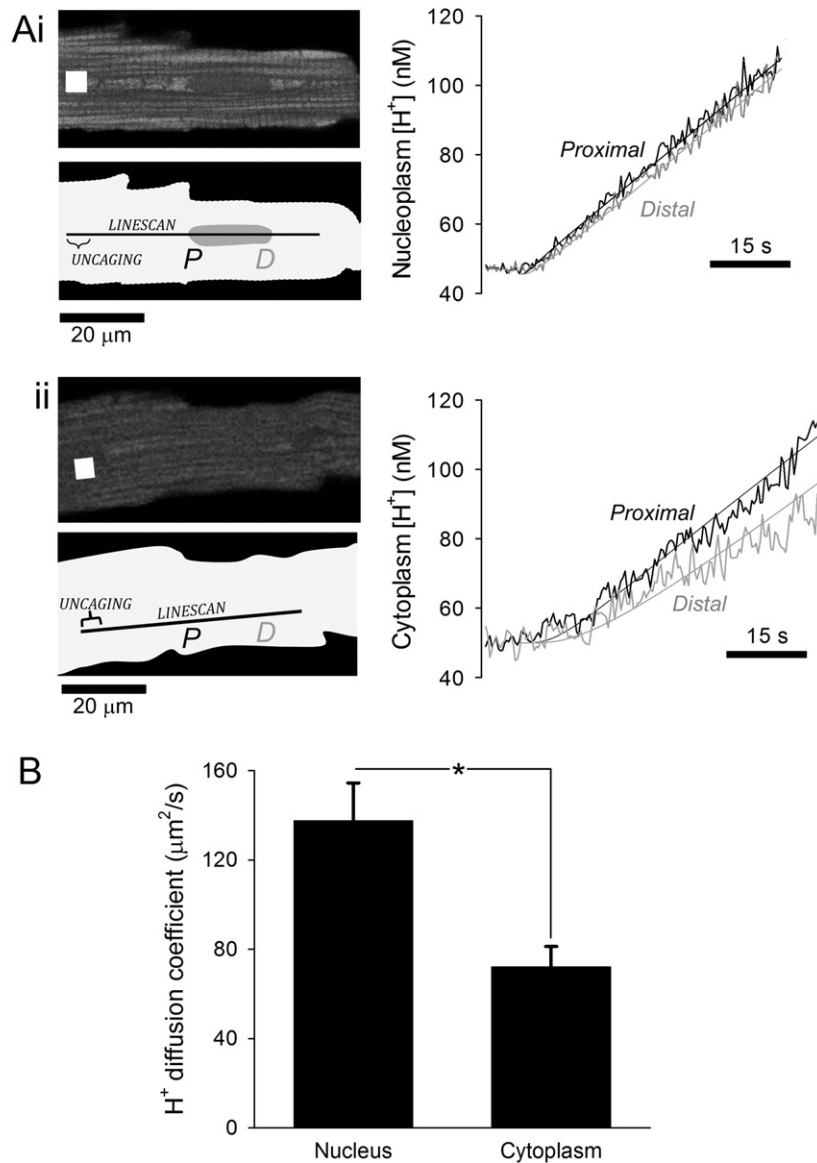 Ai
LINESCAN
UNCAGING
P
D
20 μm
Nucleoplasm [H⁺] (nM)
120
100
80
60
40
Proximal
Distal
15 s
ii
UNCAGING
LINESCAN
P
D
20 μm
Cytoplasm [H⁺] (nM)
120
100
80
60
40
Proximal
Distal
15 s
B
H⁺ diffusion coefficient (μm²/s)
160
120
80
40
0
*
Nucleus
Cytoplasm